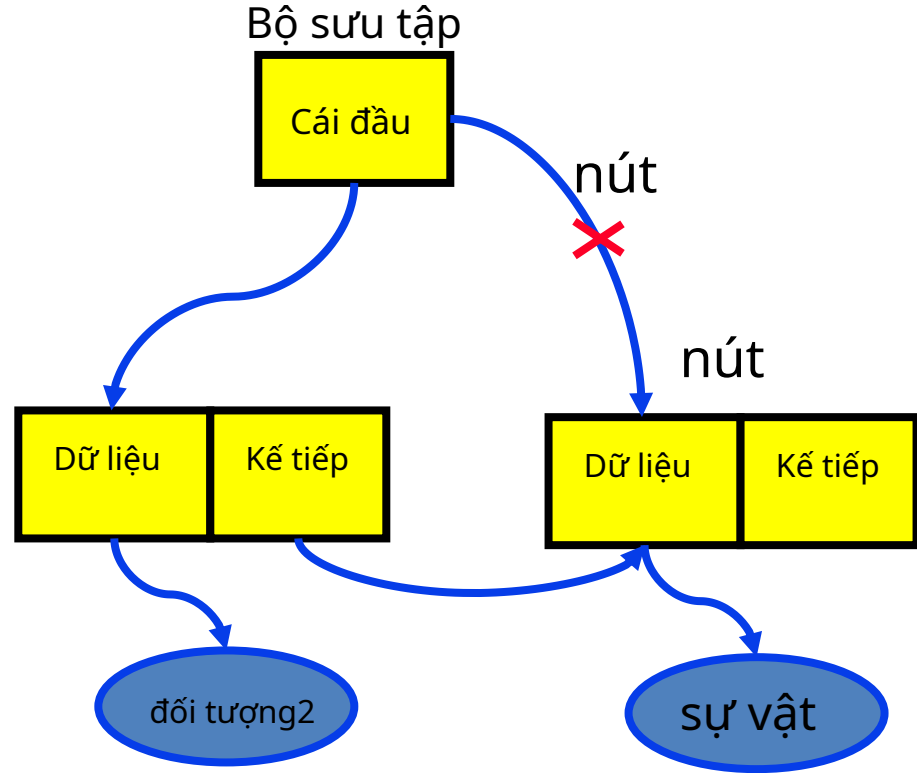 Bộ sưu tập
Cái đầu
nút
nút
Dữ liệu
Kế tiếp
Dữ liệu
Kế tiếp
đối tượng2
sự vật